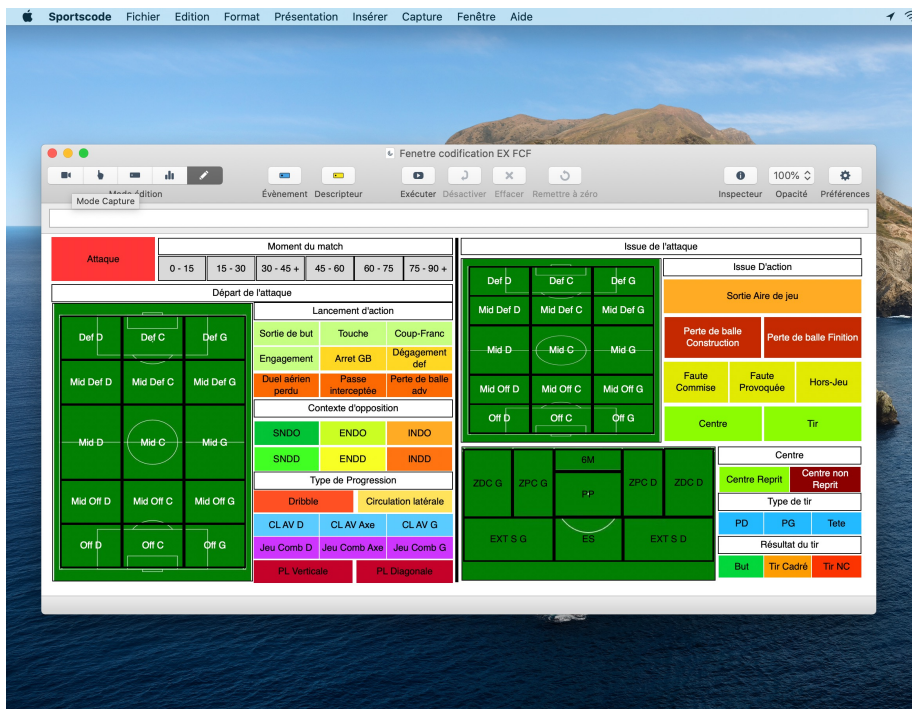 Sportscode Fichier Edition Format Présentation Insérer Capture Fenêtre Aide
Fenetre codification EX FCF
Mode édition
Évènement Descripteur Exécuter Désactiver Effacer Remettre à zéro
100%
Inspecteur Opacité Préférences
Mode Capture
Attaque
Moment du match
0 - 15 15 - 30 30 - 45 + 45 - 60 60 - 75 75 - 90 +
Départ de l'attaque
Def D Def C Def G
Mid Def D Mid Def C Mid Def G
Mid D Mid C Mid G
Mid Off D Mid Off C Mid Off G
Off D Off C Off G
Lancement d'action
Sortie de but Touche Coup-Franc
Engagement Arret GB Dégagement def
Duel aérien perdu Passe interceptée Perte de balle adv
Contexte d'opposition
SNDO ENDO INDO
SNDD ENDD INDD
Type de Progression
Dribble Circulation latérale
CL AV D CL AV Axe CL AV G
Jeu Comb D Jeu Comb Axe Jeu Comb G
PL Verticale PL Diagonale
Issue de l'attaque
Def D Def C Def G
Mid Def D Mid Def C Mid Def G
Mid D Mid C Mid G
Mid Off D Mid Off C Mid Off G
Off D Off C Off G
Issue D'action
Sortie Aire de jeu
Perte de balle Construction Perte de balle Finition
Faute Commise Faute Provoquée Hors-Jeu
Centre Tir
6M
ZDC G ZPC G PP ZPC D ZDC D
EXT S G ES EXT S D
Centre
Centre Reprit Centre non Reprit
Type de tir
PD PG Tete
Résultat du tir
But Tir Cadré Tir NC